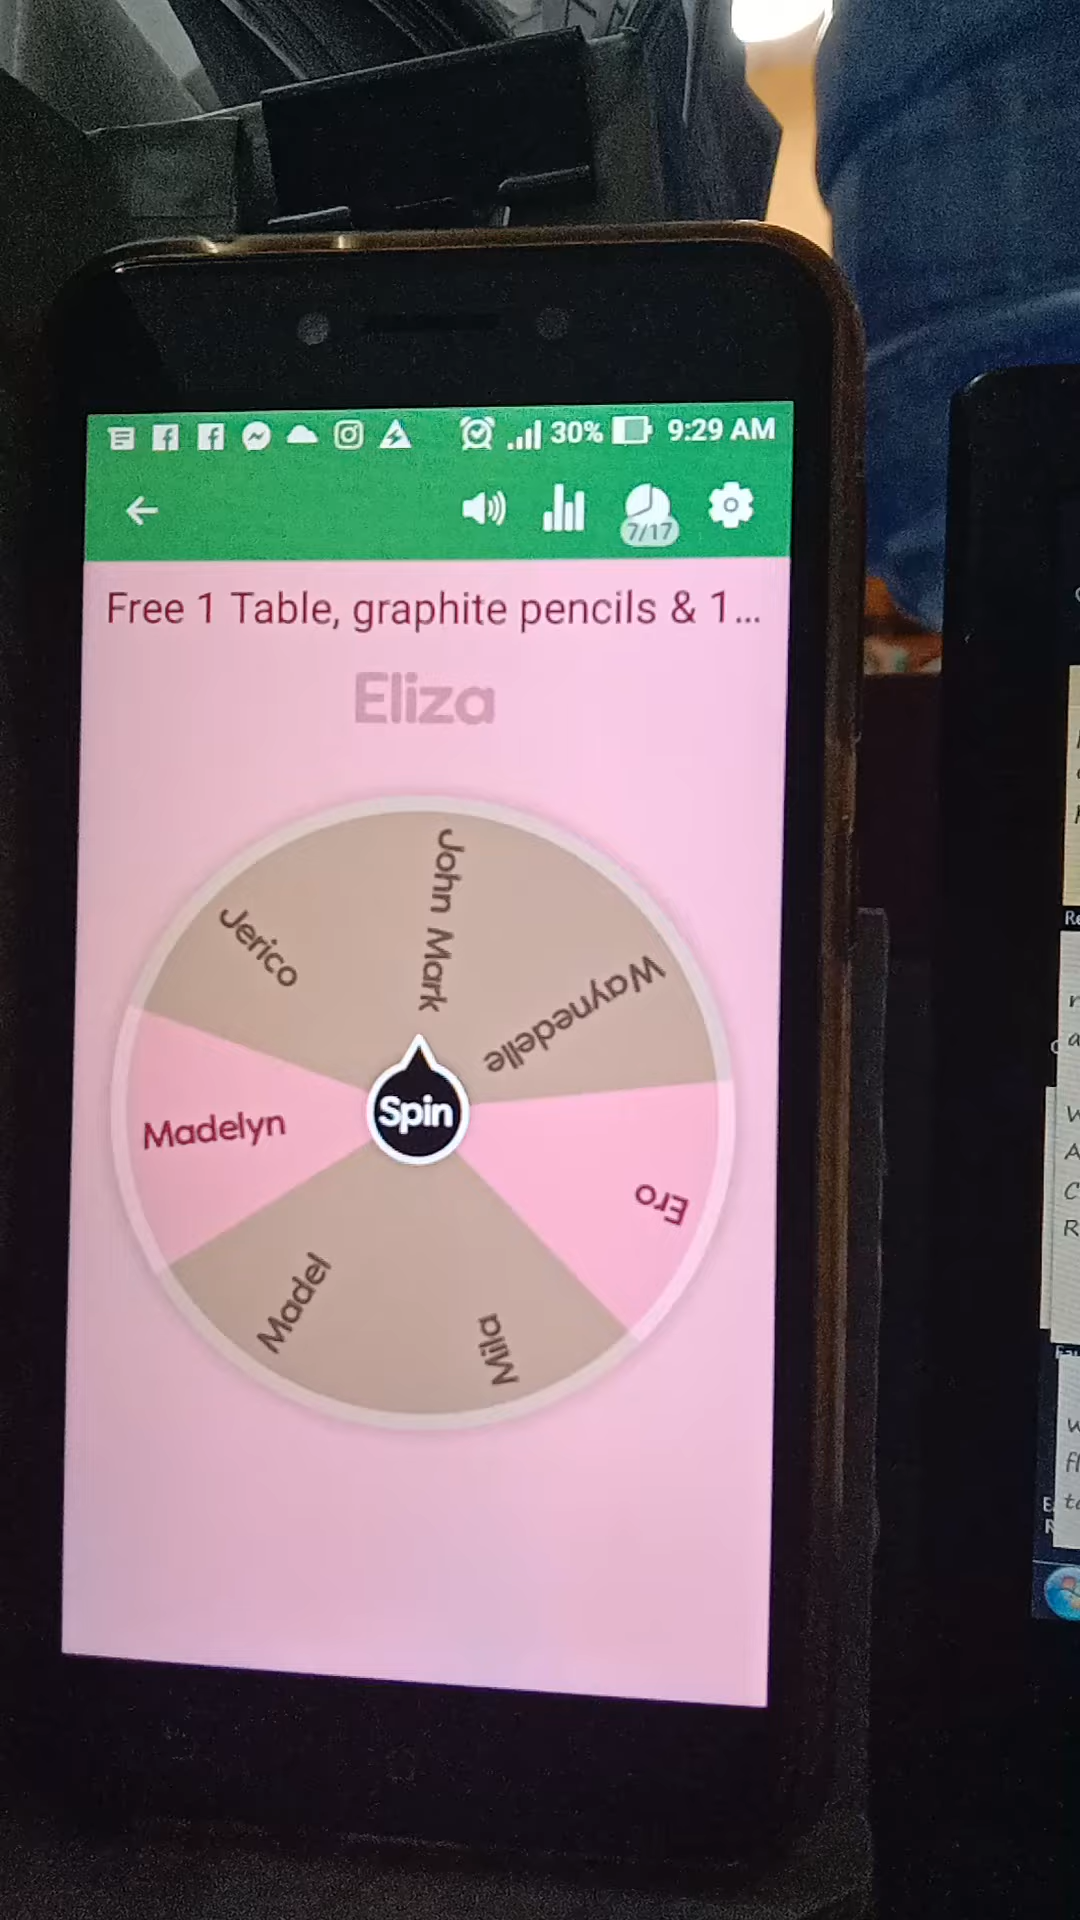 30% 9:29 AM
7/17
Free 1 Table, graphite pencils & 1...
Eliza
John Mark
Jerico
Waynedelle
Madelyn
Spin
Ero
Madel
Mila